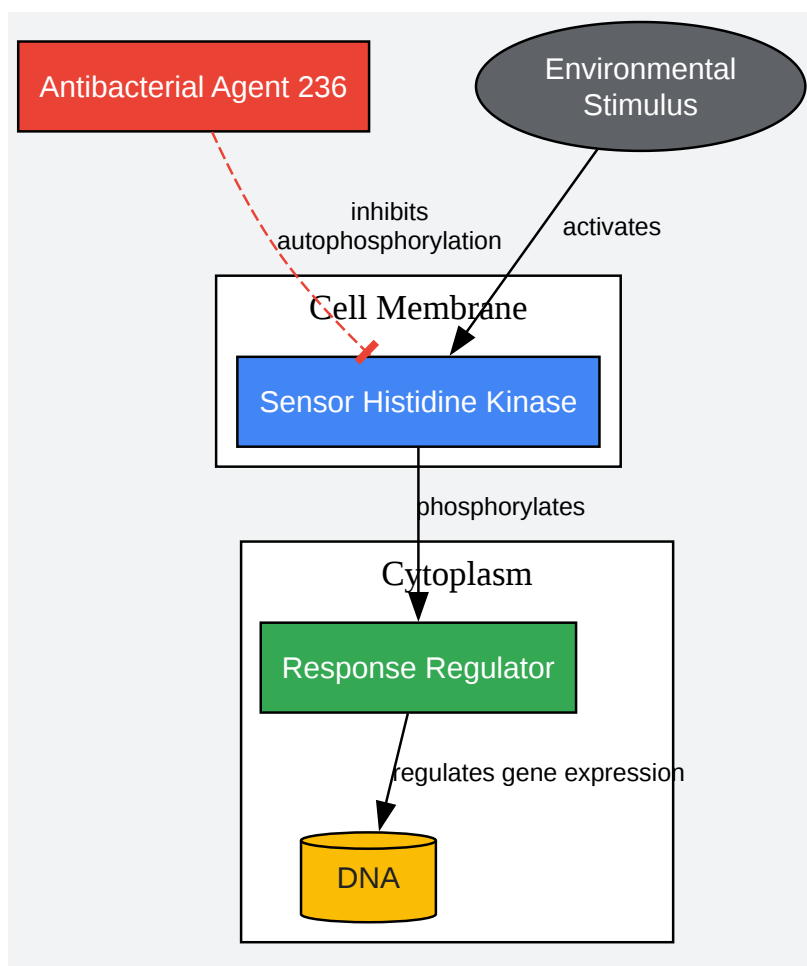 Antibacterial Agent 236
Environmental
Stimulus
inhibits
autophosphorylation
activates
Cell Membrane
Sensor Histidine Kinase
phosphorylates
Cytoplasm
Response Regulator
regulates gene expression
DNA